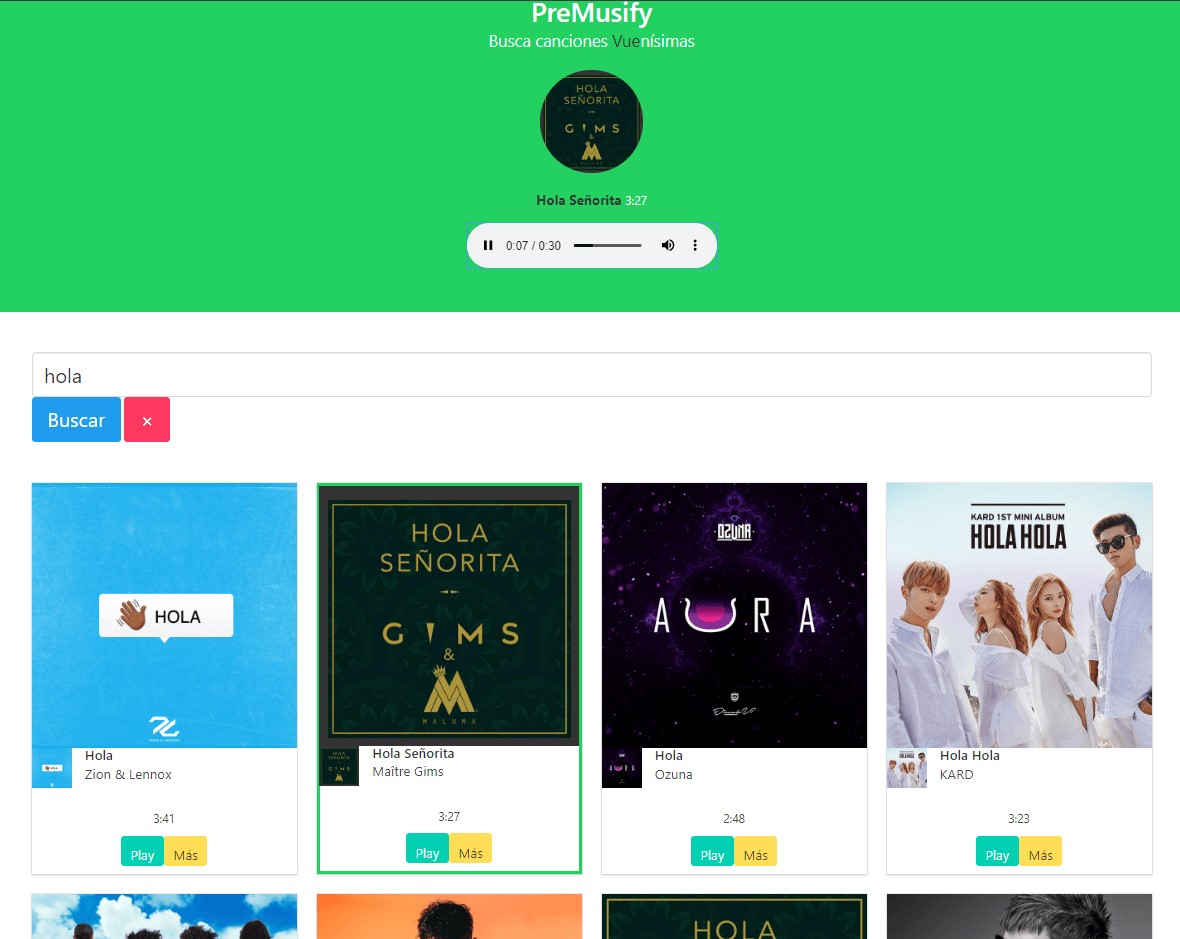 PreMusify
Busca canciones Vuenísimas
HOLA
SEÑORITA
GIMS
&
M
Hola Señorita 3:27
0:07 / 0:30
hola
Buscar ×
HOLA
HOLA
SEÑORITA
GIMS
&
M
MALUMA
OZUNA
AURA
KARD 1ST MINI ALBUM
HOLA HOLA
Hola
Zion & Lennox
3:41
Play Más
Hola Señorita
Maître Gims
3:27
Play Más
Hola
Ozuna
2:48
Play Más
Hola Hola
KARD
3:23
Play Más
HOLA